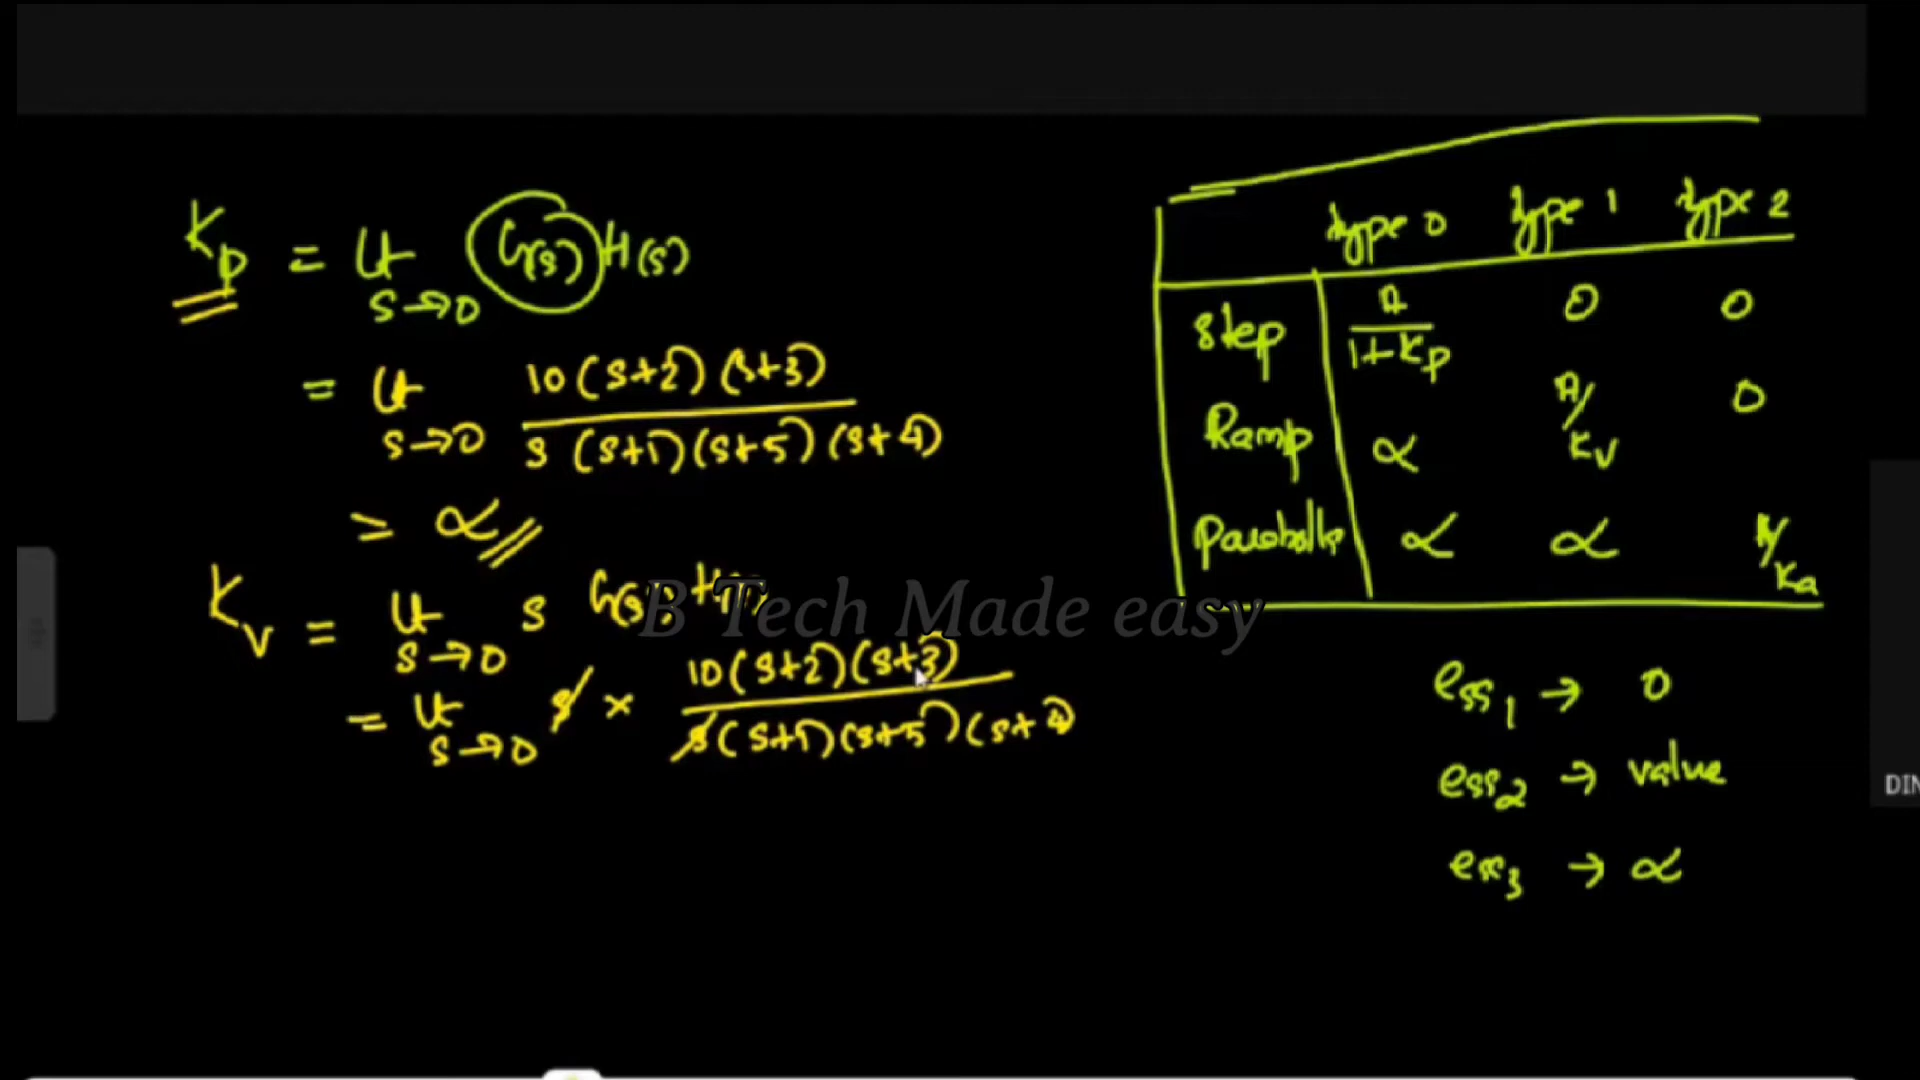 Kp = Lt s→0 G(s) H(s)
= Lt s→0 10(s+2)(s+3) / s(s+1)(s+5)(s+4)
= ∝
Kv = Lt s→0 s G(s) H(s)
= Lt s→0 s × 10(s+2)(s+3) / s(s+1)(s+5)(s+4)
B Tech Made easy
type 0 type 1 type 2
Step A/1+Kp 0 0
Ramp ∝ A/Kv 0
∝ ∝ A/Ka
ess1 → 0
ess2 → value
ess3 → ∝
DIN